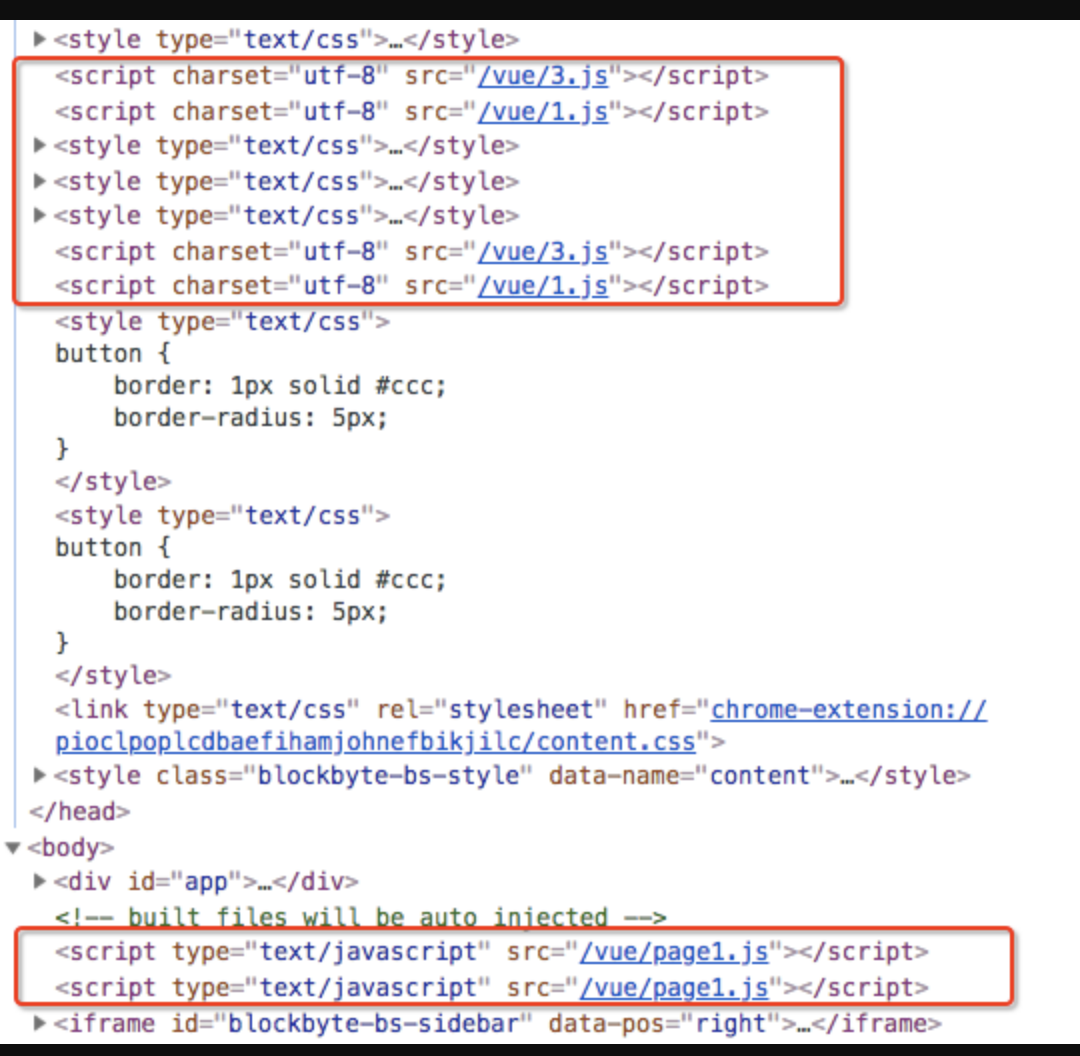 ▶<style type="text/css">…</style>
<script charset="utf-8" src="/vue/3.js"></script>
<script charset="utf-8" src="/vue/1.js"></script>
▶<style type="text/css">…</style>
▶<style type="text/css">…</style>
▶<style type="text/css">…</style>
<script charset="utf-8" src="/vue/3.js"></script>
<script charset="utf-8" src="/vue/1.js"></script>
<style type="text/css">
button {
    border: 1px solid #ccc;
    border-radius: 5px;
}
</style>
<style type="text/css">
button {
    border: 1px solid #ccc;
    border-radius: 5px;
}
</style>
<link type="text/css" rel="stylesheet" href="chrome-extension://
pioclpoplcdbaefihamjohnefbikjilc/content.css">
▶<style class="blockbyte-bs-style" data-name="content">…</style>
</head>
▼<body>
▶<div id="app">…</div>
<!-- built files will be auto injected -->
<script type="text/javascript" src="/vue/page1.js"></script>
<script type="text/javascript" src="/vue/page1.js"></script>
▶<iframe id="blockbyte-bs-sidebar" data-pos="right">…</iframe>